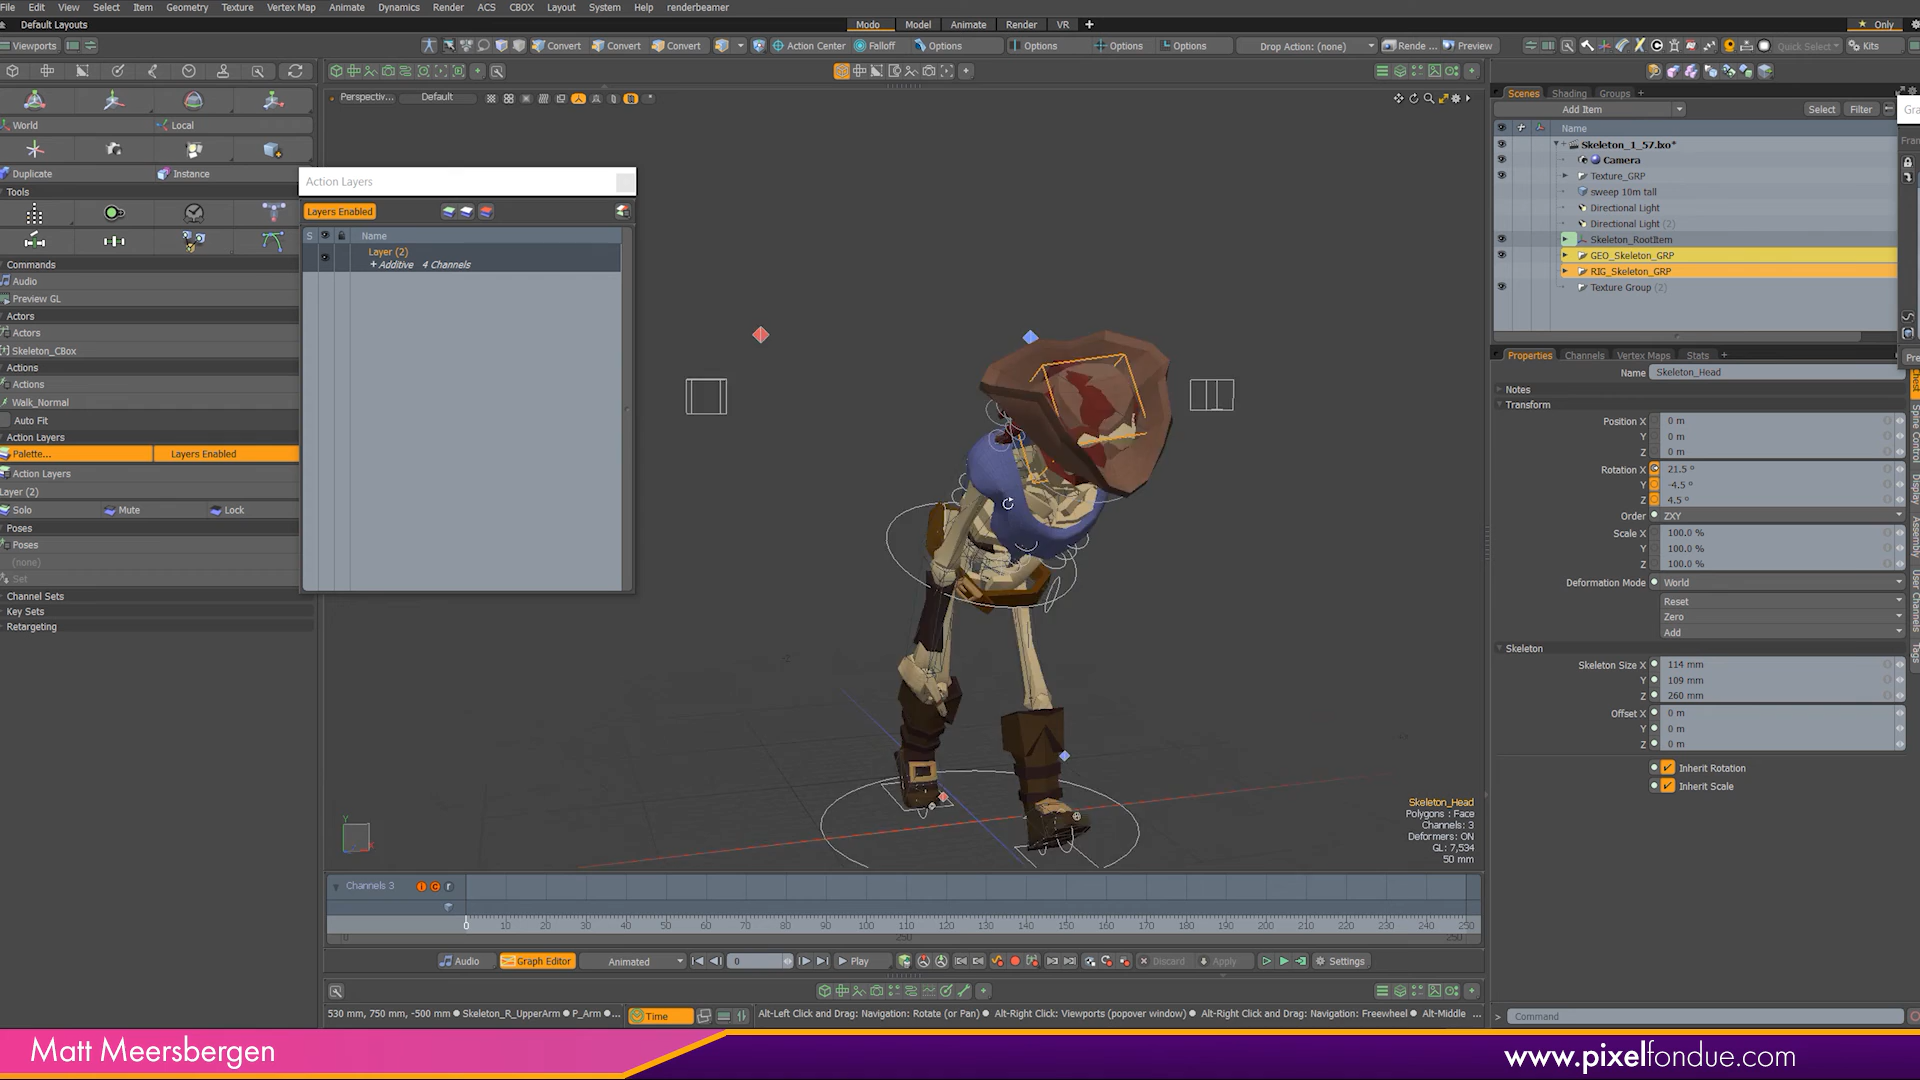 File Edit View Select Item Geometry Texture Vertex Map Animate Dynamics Render ACS CBOX Layout System Help renderbeamer
Default Layouts Modo Model Animate Render VR Only
Viewports Convert Convert Convert Action Center Falloff Options Options Options Options Drop Action: (none) Rende ... Preview Quick Select Kits
Perspectiv... Default
Scenes Shading Groups
Add Item Select Filter
Name
Skeleton_1_57.lxo*
Camera
Texture_GRP
sweep 10m tall
Directional Light
Directional Light (2)
Skeleton_RootItem
GEO_Skeleton_GRP
RIG_Skeleton_GRP
Texture Group (2)
World Local
Duplicate Instance
Tools
Commands
Audio
Preview GL
Actors
Actors
Skeleton_CBox
Actions
Actions
Walk_Normal
Auto Fit
Action Layers
Palette... Layers Enabled
Action Layers
Layer (2)
Solo Mute Lock
Poses
Poses
(none)
Set
Channel Sets
Key Sets
Retargeting
Action Layers
Layers Enabled
S Name
Layer (2)
+ Additive 4 Channels
Properties Channels Vertex Maps Stats
Name Skeleton_Head
Notes
Transform
Position X 0 m
Y 0 m
Z 0 m
Rotation X 21.5 °
Y -4.5 °
Z 4.5 °
Order ZXY
Scale X 100.0 %
Y 100.0 %
Z 100.0 %
Deformation Mode World
Reset
Zero
Add
Skeleton
Skeleton Size X 114 mm
Y 109 mm
Z 260 mm
Offset X 0 m
Y 0 m
Z 0 m
Inherit Rotation
Inherit Scale
Spine Control
Display
Assembly
User Channels
Tags
Skeleton_Head
Polygons : Face
Channels: 3
Deformers: ON
GL: 7,534
50 mm
Channels 3
0 10 20 30 40 50 60 70 80 90 100 110 120 130 140 150 160 170 180 190 200 210 220 230 240 250
0 250 250
Audio Graph Editor Animated 0 Play Discard Apply Settings
530 mm, 750 mm, -500 mm Skeleton_R_UpperArm P_Arm ... Time Alt-Left Click and Drag: Navigation: Rotate (or Pan) Alt-Right Click: Viewports (popover window) Alt-Right Click and Drag: Navigation: Freewheel Alt-Middle ...
Command
Matt Meersbergen www.pixelfondue.com